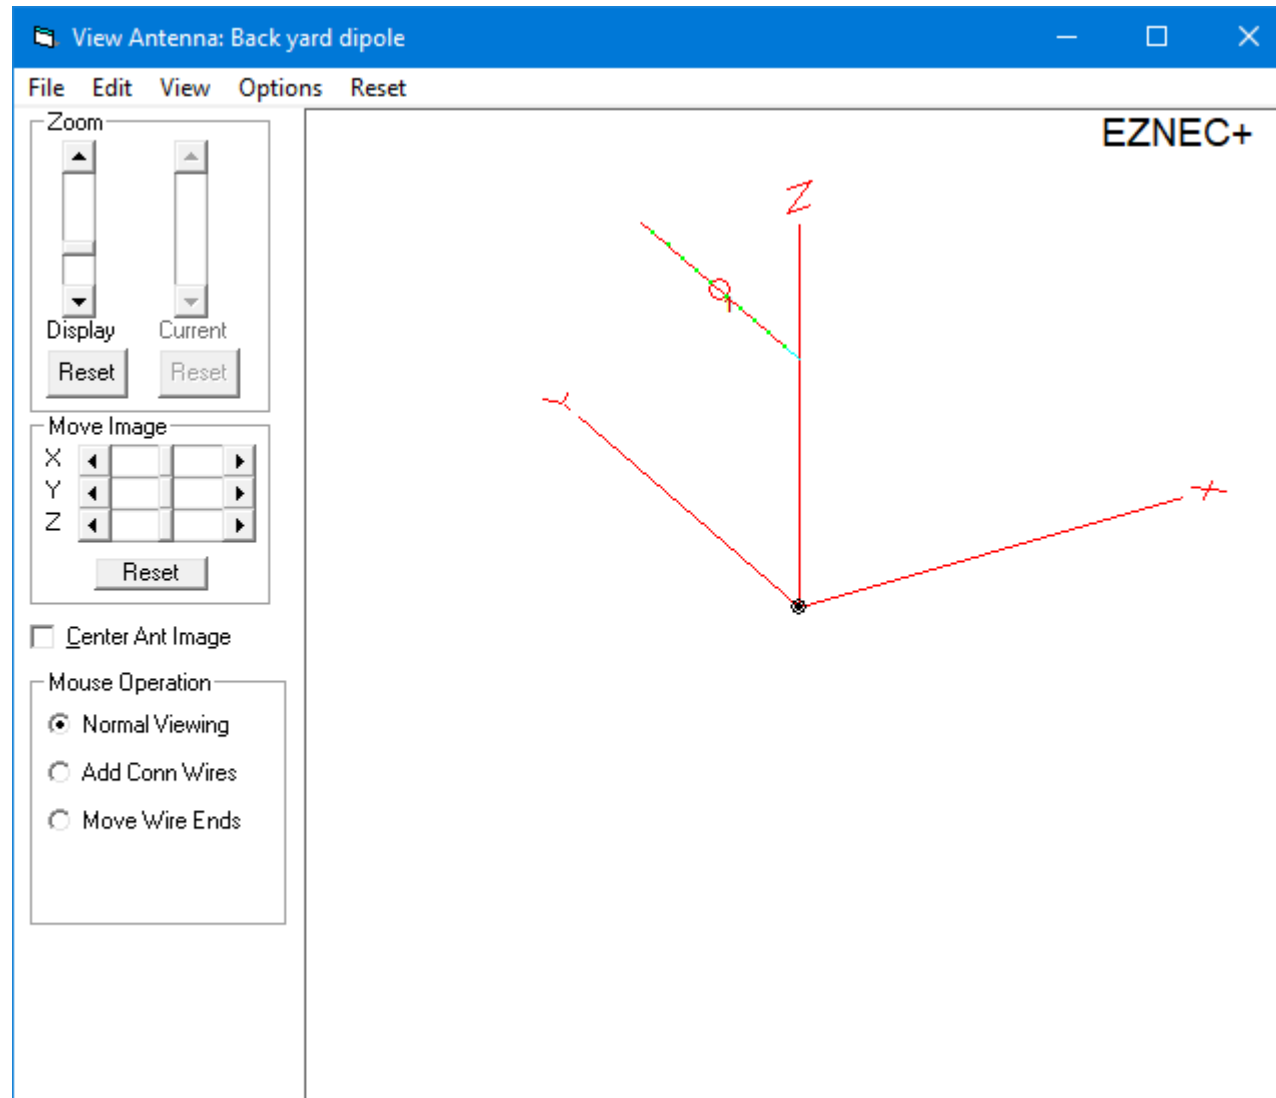 View Antenna: Back yard dipole
File Edit View Options Reset
Zoom
Display Current
Reset Reset
Move Image
X
Y
Z
Reset
Center Ant Image
Mouse Operation
Normal Viewing
Add Conn Wires
Move Wire Ends
EZNEC+
Z
Y
X